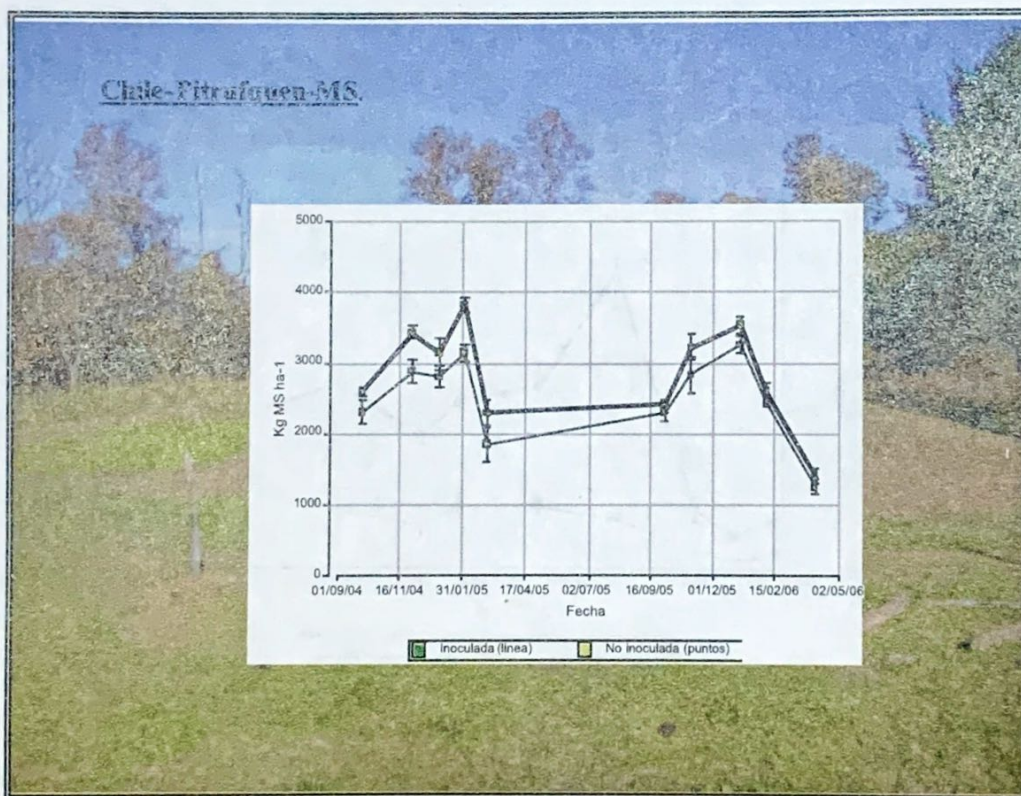 Chile-Pitrufquen-MS.
5000
4000
3000
2000
1000
0
Kg MS ha-1
01/09/04 16/11/04 31/01/05 17/04/05 02/07/05 16/09/05 01/12/05 15/02/06 02/05/06
Fecha
Inoculada (línea) No inoculada (puntos)